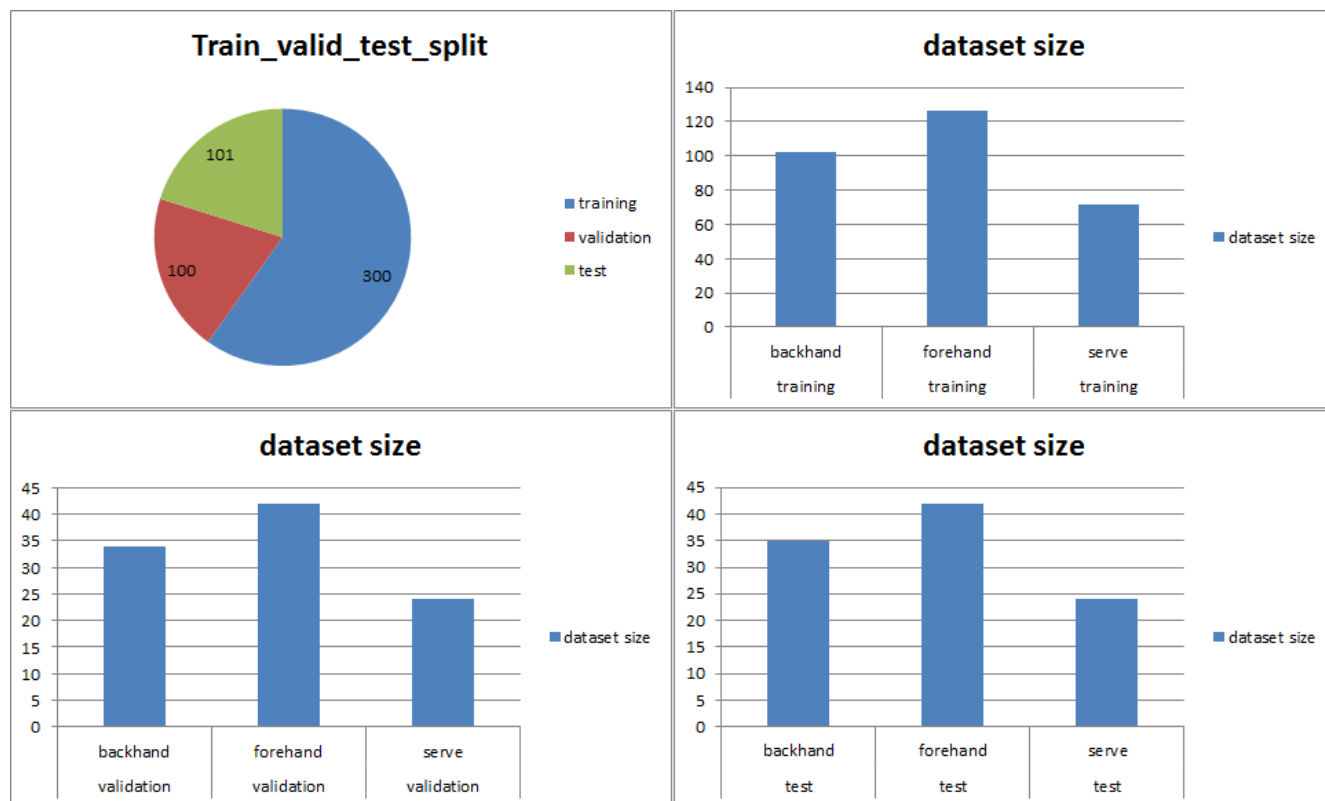 Train_valid_test_split
101
100
300
training
validation
test
dataset size
140
120
100
80
60
40
20
0
backhand forehand serve
training training training
dataset size
dataset size
45
40
35
30
25
20
15
10
5
0
backhand forehand serve
validation validation validation
dataset size
dataset size
45
40
35
30
25
20
15
10
5
0
backhand forehand serve
test test test
dataset size